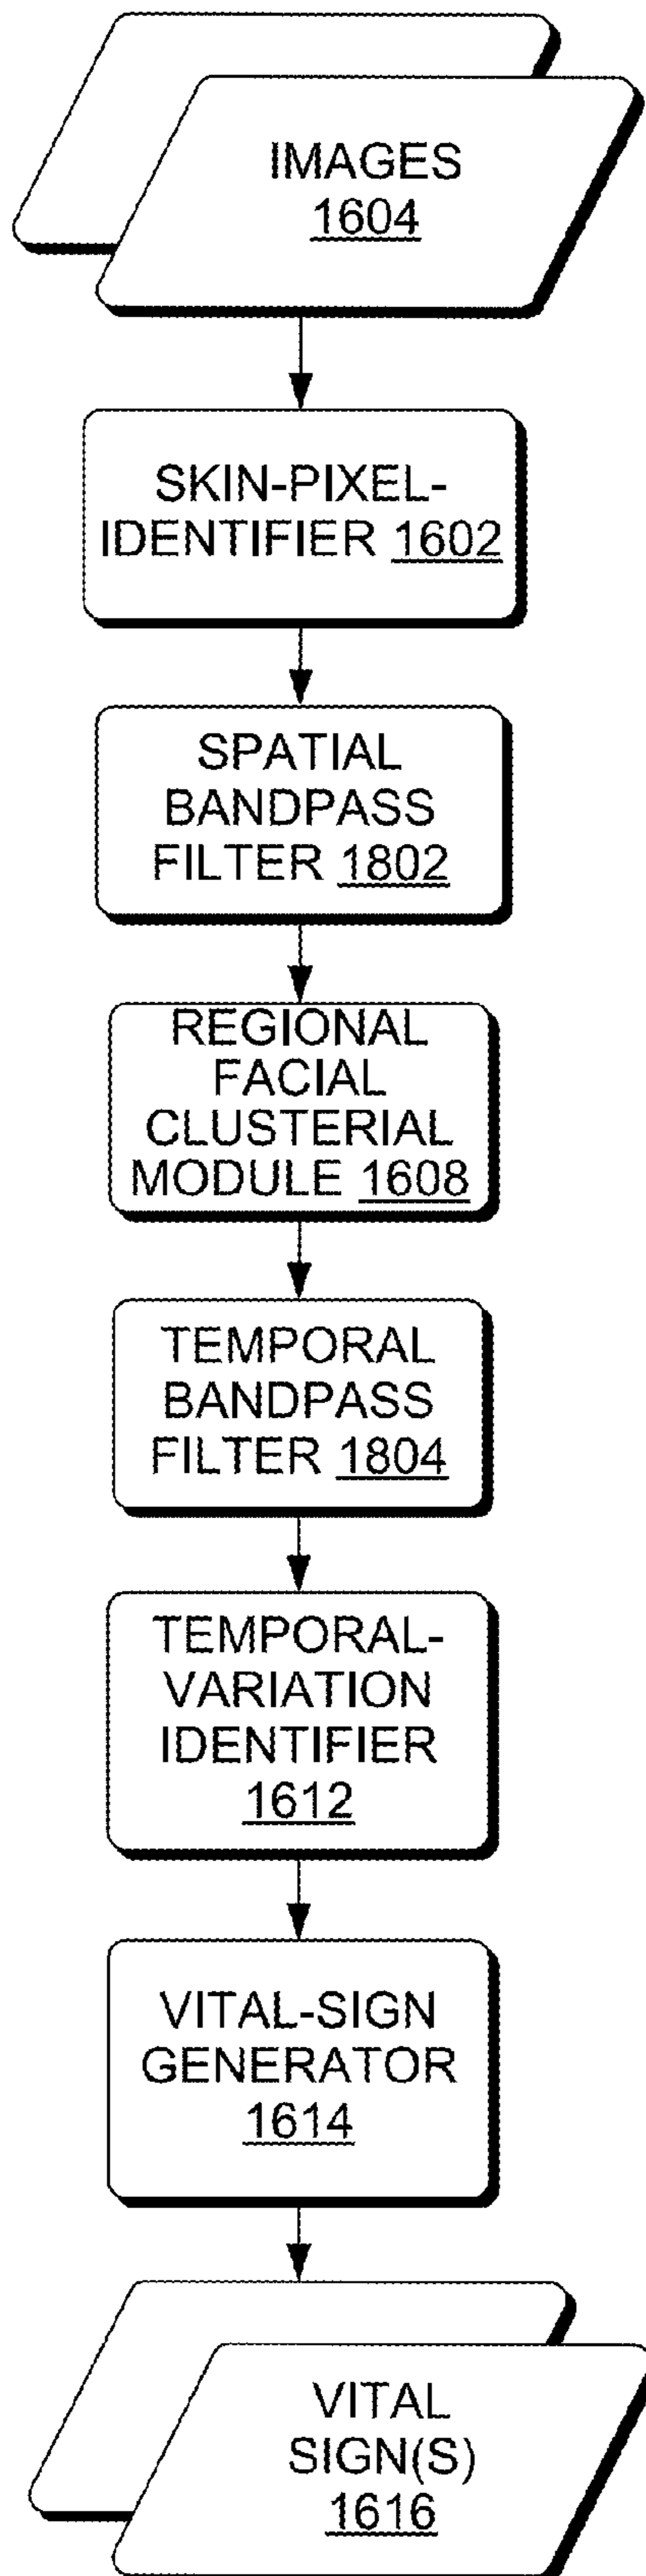 IMAGES
1604
SKIN-PIXEL-
IDENTIFIER 1602
SPATIAL
BANDPASS
FILTER 1802
REGIONAL
FACIAL
CLUSTERIAL
MODULE 1608
TEMPORAL
BANDPASS
FILTER 1804
TEMPORAL-
VARIATION
IDENTIFIER
1612
VITAL-SIGN
GENERATOR
1614
VITAL
SIGN(S)
1616